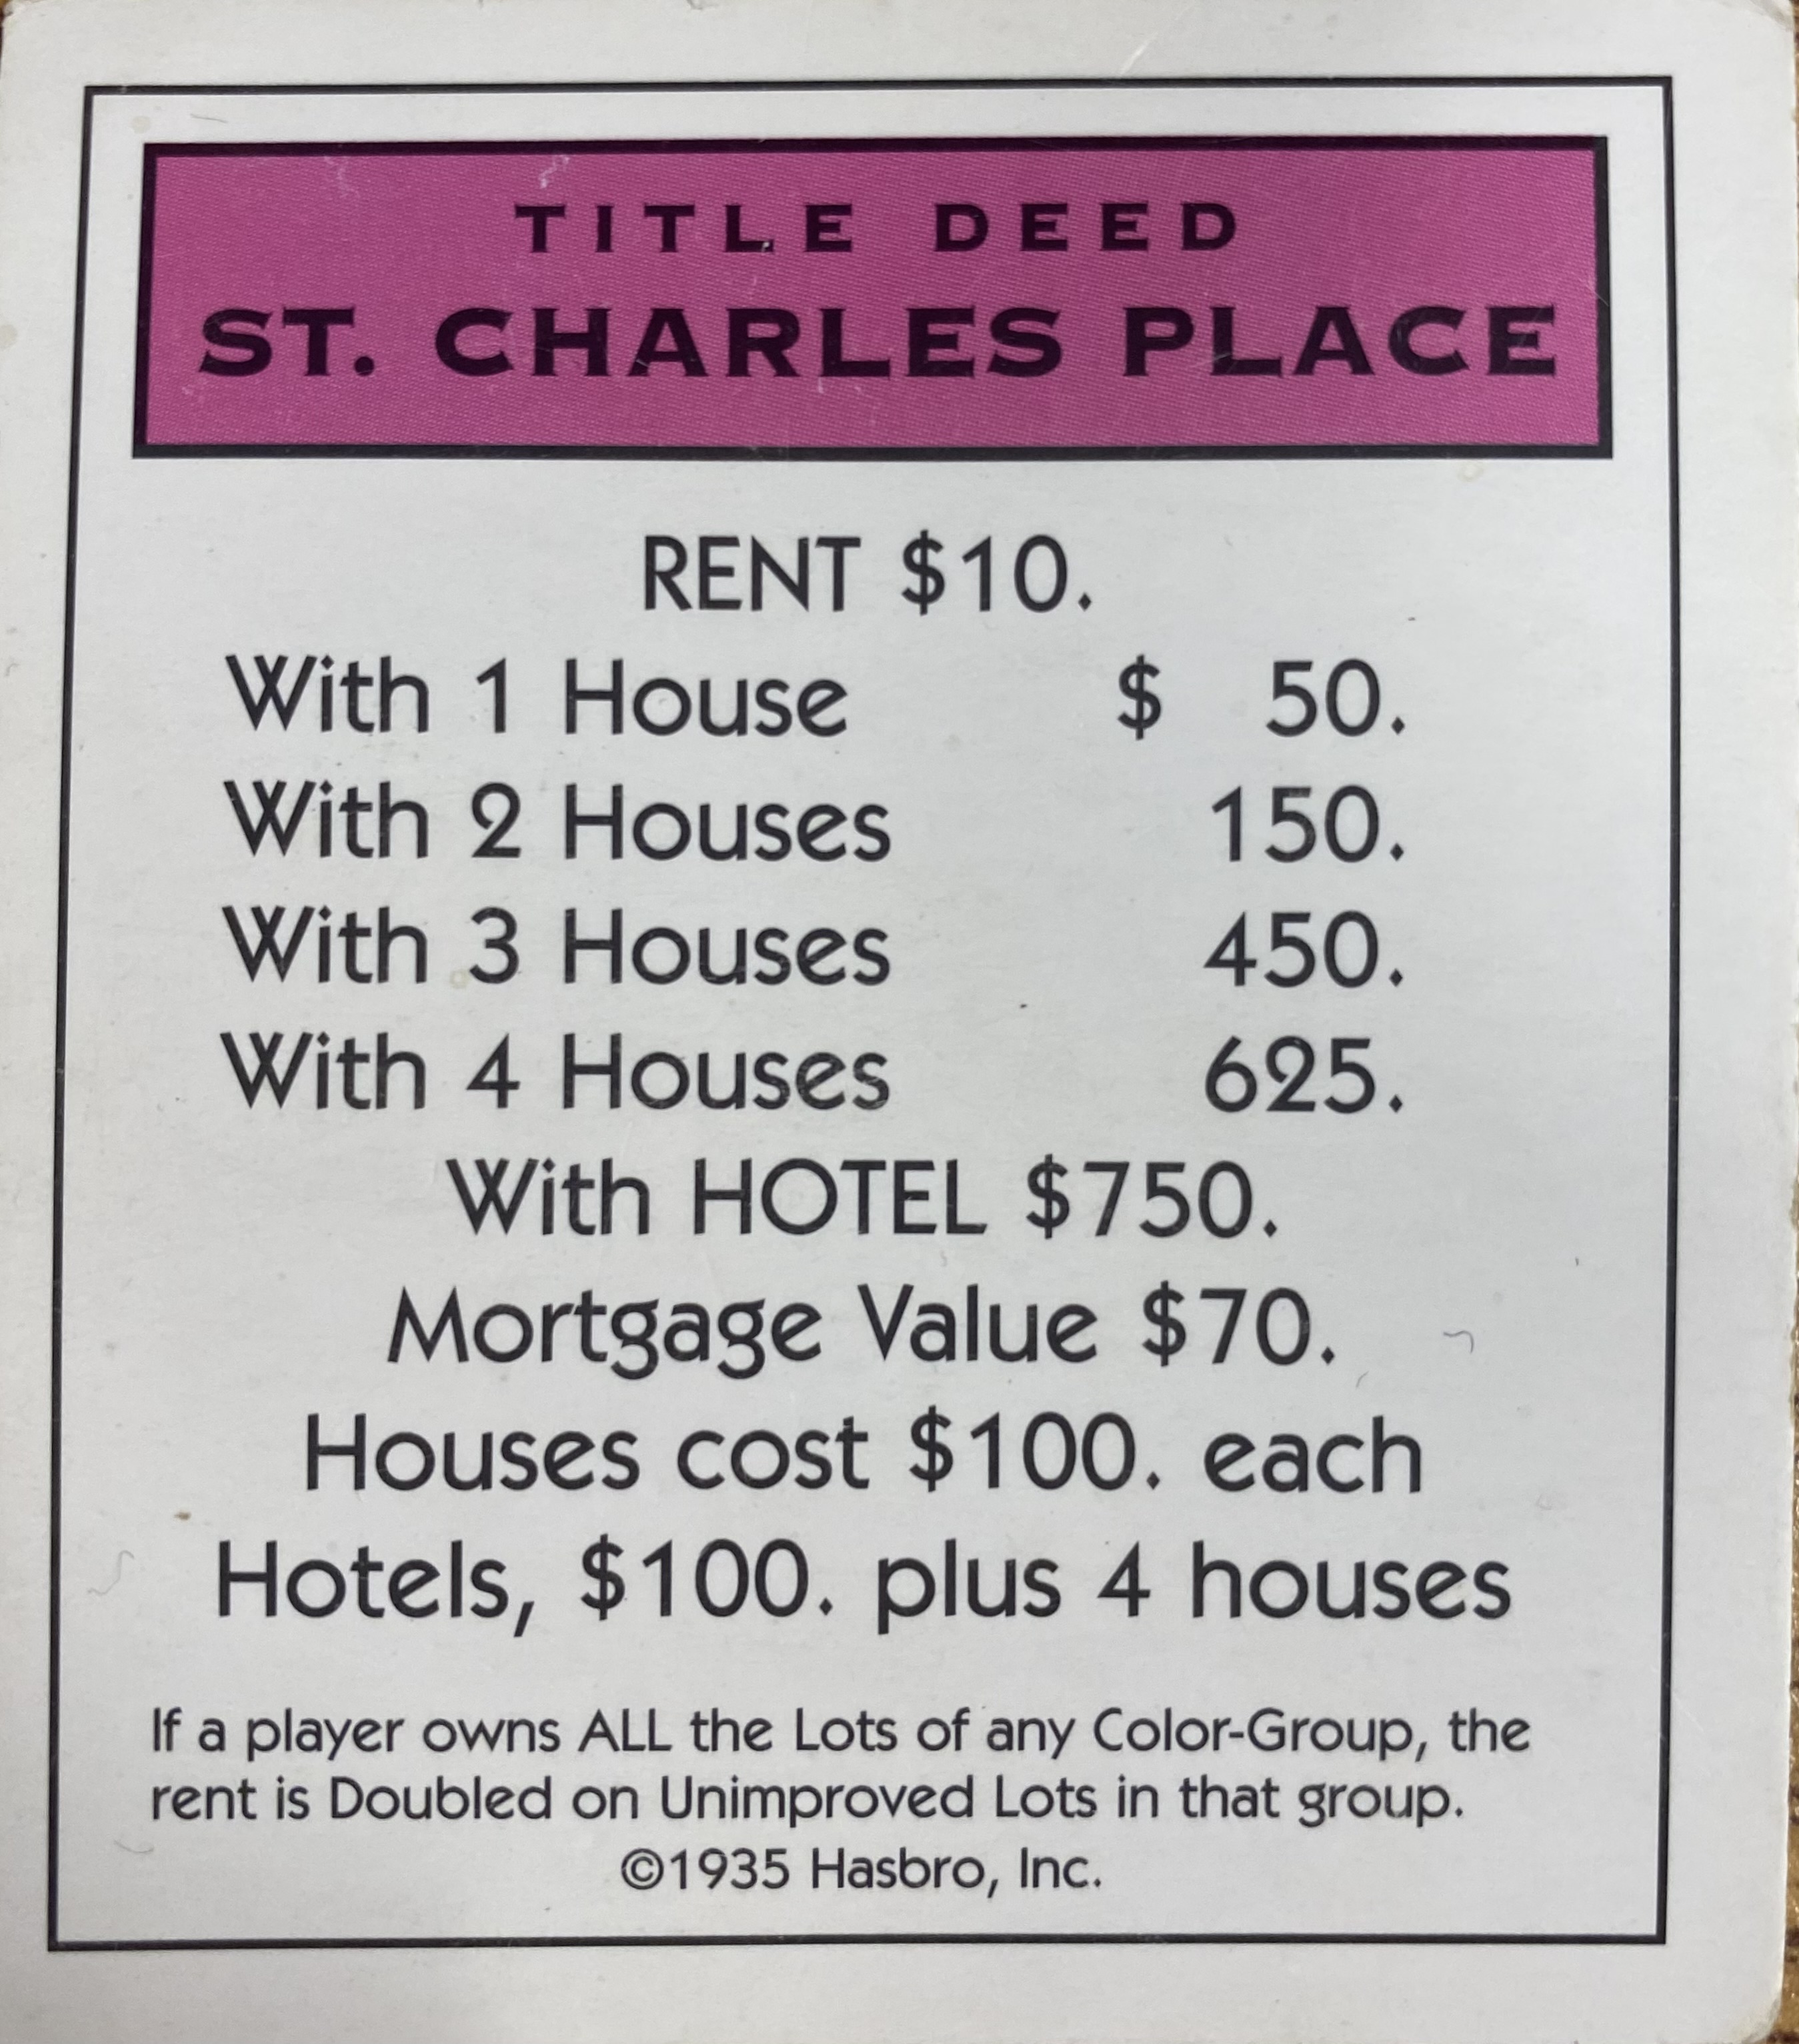 TITLE DEED
ST. CHARLES PLACE
RENT $10.
With 1 House $ 50.
With 2 Houses 150.
With 3 Houses 450.
With 4 Houses 625.
With HOTEL $750.
Mortgage Value $70.
Houses cost $100. each
Hotels, $100. plus 4 houses
If a player owns ALL the Lots of any Color-Group, the
rent is Doubled on Unimproved Lots in that group.
©1935 Hasbro, Inc.